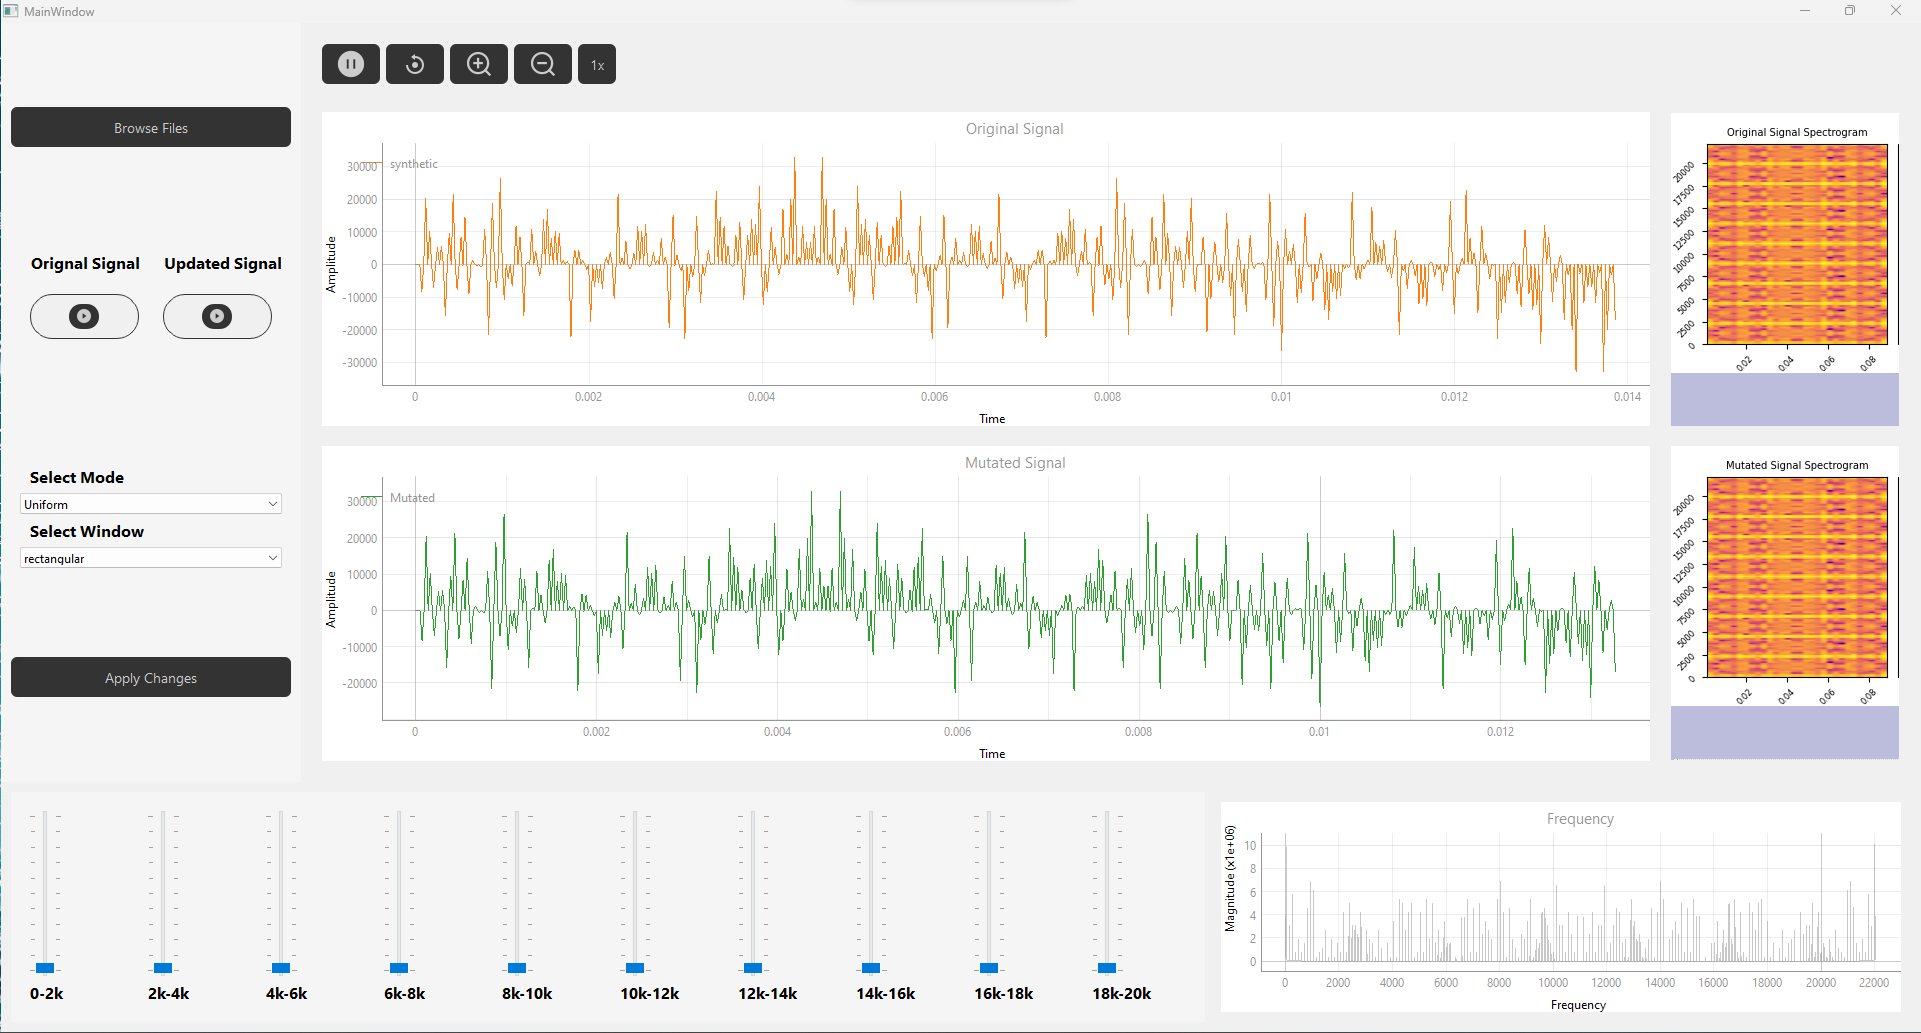 MainWindow
1x
Browse Files
Orignal Signal Updated Signal
Select Mode
Uniform
Select Window
rectangular
Apply Changes
Original Signal
synthetic
Amplitude
30000
20000
10000
0
-10000
-20000
-30000
0 0.002 0.004 0.006 0.008 0.01 0.012 0.014
Time
Original Signal Spectrogram
20000
17500
15000
12500
10000
7500
5000
2500
0
0.02 0.04 0.06 0.08
Mutated Signal
Mutated
Amplitude
30000
20000
10000
0
-10000
-20000
0 0.002 0.004 0.006 0.008 0.01 0.012
Time
Mutated Signal Spectrogram
20000
17500
15000
12500
10000
7500
5000
2500
0
0.02 0.04 0.06 0.08
0-2k 2k-4k 4k-6k 6k-8k 8k-10k 10k-12k 12k-14k 14k-16k 16k-18k 18k-20k
Frequency
Magnitude (x1e+06)
10
8
6
4
2
0
0 2000 4000 6000 8000 10000 12000 14000 16000 18000 20000 22000
Frequency